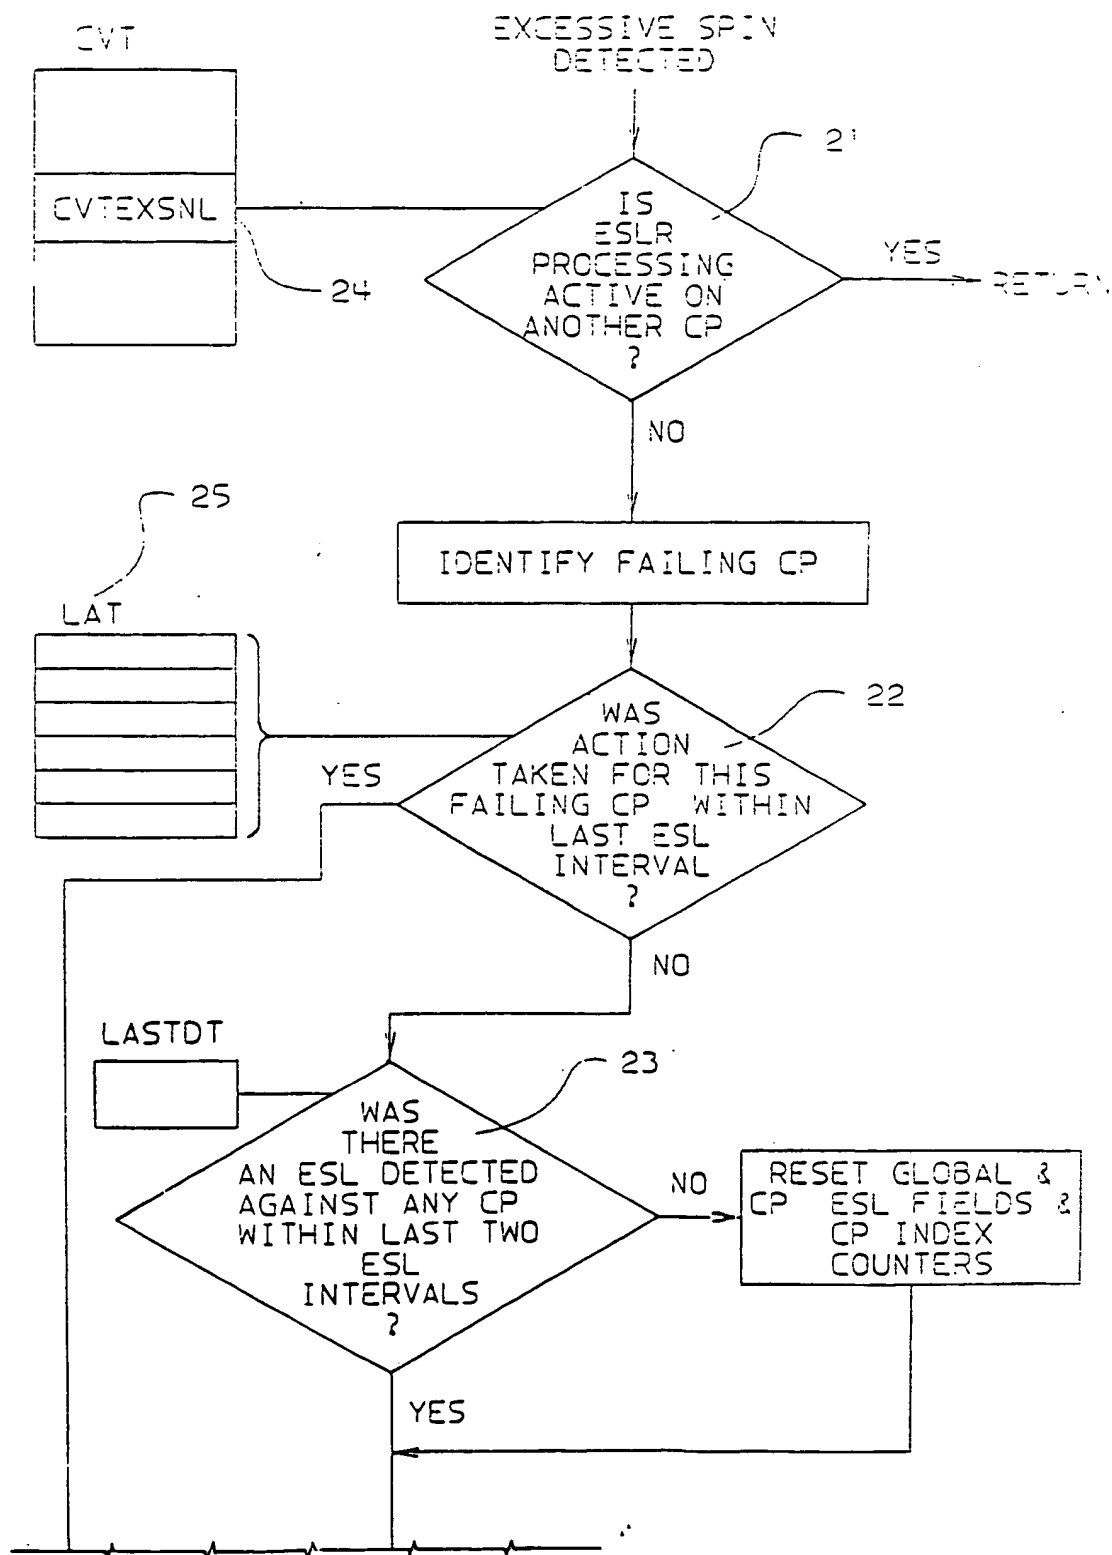 CVT
EXCESSIVE SPIN
DETECTED
21
CVTEXSNL
IS
ESLR
PROCESSING
ACTIVE ON
ANOTHER CP
?
YES
RETURN
24
NO
25
IDENTIFY FAILING CP
LAT
22
WAS
ACTION
TAKEN FOR THIS
FAILING CP WITHIN
LAST ESL
INTERVAL
?
YES
NO
LASTDT
23
WAS
THERE
AN ESL DETECTED
AGAINST ANY CP
WITHIN LAST TWO
ESL
INTERVALS
?
NO
RESET GLOBAL &
CP ESL FIELDS &
CP INDEX
COUNTERS
YES